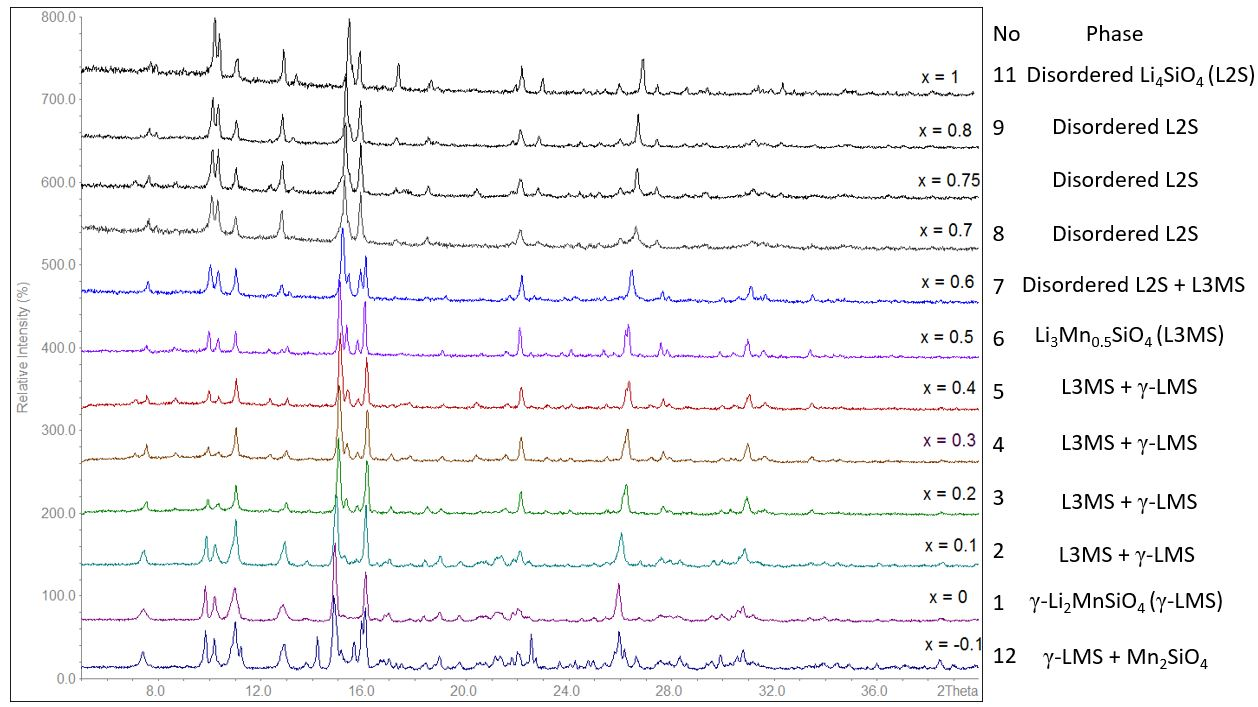 No Phase
800.0
x = 1 11 Disordered Li₄SiO₄ (L2S)
700.0
x = 0.8 9 Disordered L2S
600.0 x = 0.75 Disordered L2S
x = 0.7 8 Disordered L2S
500.0
x = 0.6 7 Disordered L2S + L3MS
Relative Intensity (%)
400.0 x = 0.5 6 Li₃Mn₀.₅SiO₄ (L3MS)
x = 0.4 5 L3MS + γ-LMS
300.0 x = 0.3 4 L3MS + γ-LMS
x = 0.2 3 L3MS + γ-LMS
200.0
x = 0.1 2 L3MS + γ-LMS
100.0 x = 0 1 γ-Li₂MnSiO₄ (γ-LMS)
x = -0.1 12 γ-LMS + Mn₂SiO₄
0.0
8.0 12.0 16.0 20.0 24.0 28.0 32.0 36.0 2Theta